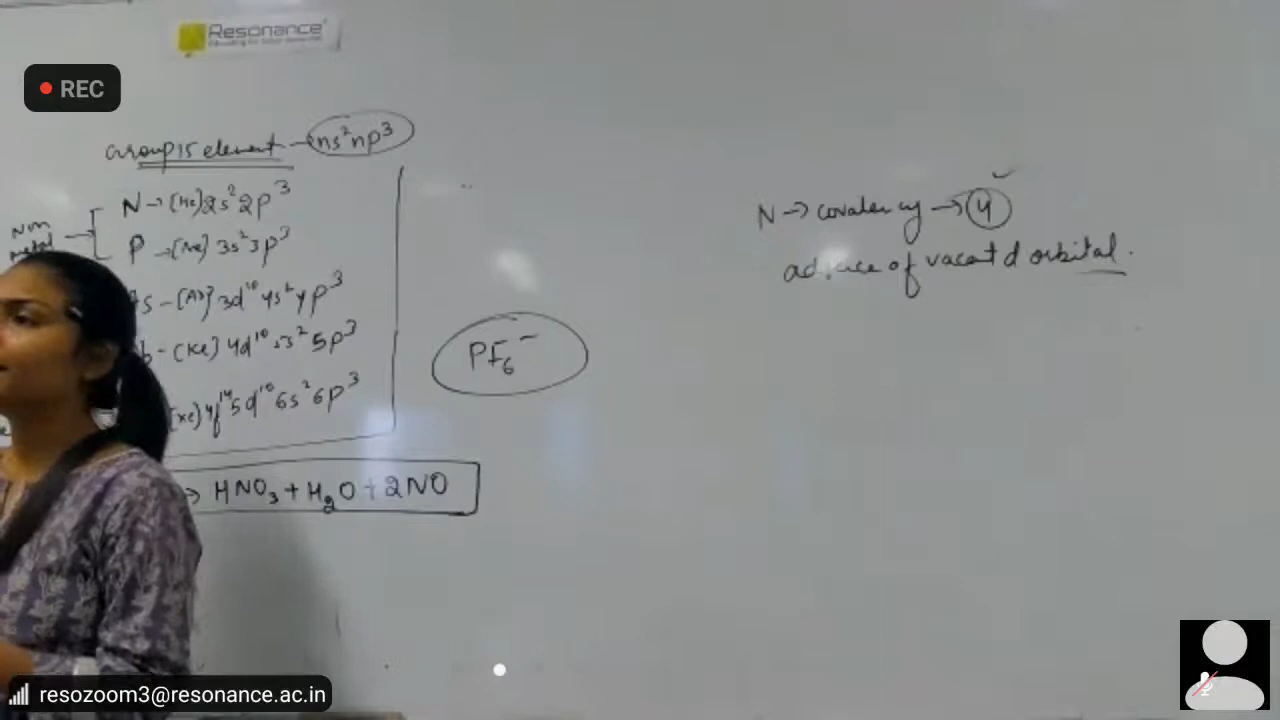 Resonance
REC
Group 15 element – ns²np³
N → [He] 2s² 2p³
Non metal
P → [Ne] 3s² 3p³
s – [Ar] 3d¹⁰ 4s² 4p³
b – [Kr] 4d¹⁰ 5s² 5p³
[Xe] 4f¹⁴ 5d¹⁰ 6s² 6p³
→ HNO₃ + H₂O + 2NO
PF₆⁻
N → covalency → 4
of vacant d orbital.
resozoom3@resonance.ac.in